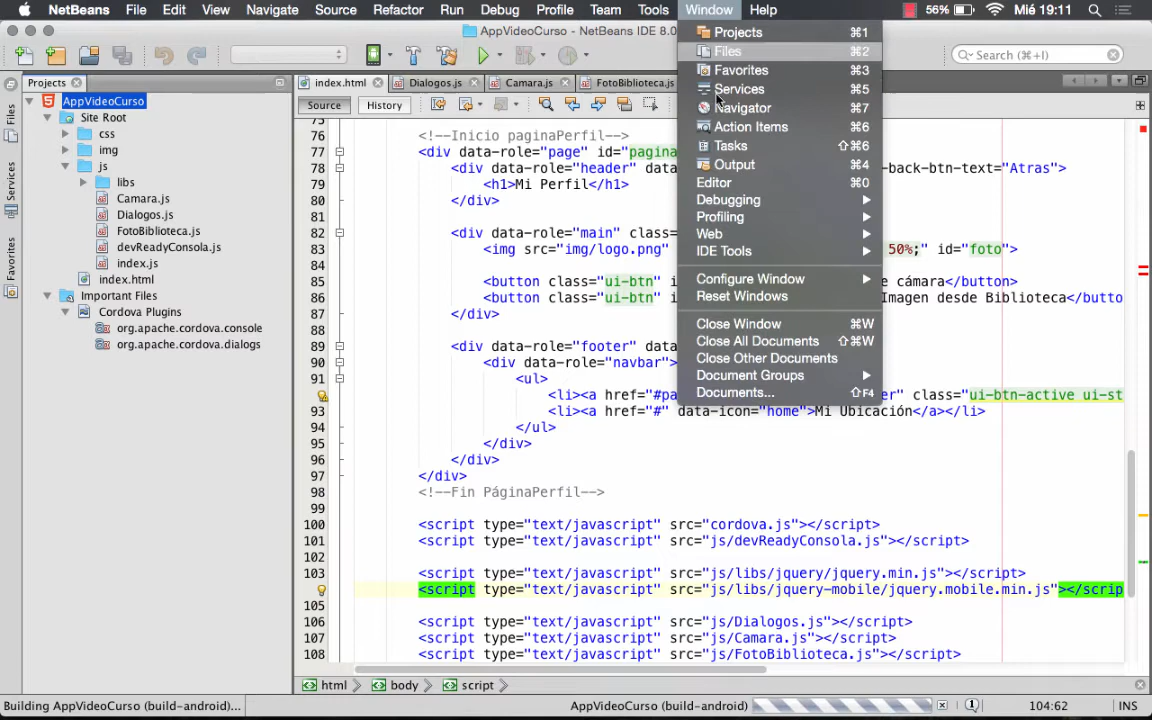 NetBeans File Edit View Navigate Source Refactor Run Debug Profile Team Tools Window Help 56% Mié 19:11
AppVideoCurso - NetBeans IDE 8.0
Search (⌘+I)
Projects
index.html Dialogos.js Camara.js FotoBiblioteca.js
Source History
Files
Services
Favorites
AppVideoCurso
Site Root
css
img
js
libs
Camara.js
Dialogos.js
FotoBiblioteca.js
devReadyConsola.js
index.js
index.html
Important Files
Cordova Plugins
org.apache.cordova.console
org.apache.cordova.dialogs
Projects ⌘1
Files ⌘2
Favorites ⌘3
Services ⌘5
Navigator ⌘7
Action Items ⌘6
Tasks ⇧⌘6
Output ⌘4
Editor ⌘0
Debugging
Profiling
Web
IDE Tools
Configure Window
Reset Windows
Close Window ⌘W
Close All Documents ⇧⌘W
Close Other Documents
Document Groups
Documents... ⇧F4
75
76 <!--Inicio paginaPerfil-->
77 <div data-role="page" id="pagina
78 <div data-role="header" dat -back-btn-text="Atras">
79 <h1>Mi Perfil</h1>
80 </div>
81
82 <div data-role="main" class=
83 <img src="img/logo.png" 50%;" id="foto">
84
85 <button class="ui-btn" i e cámara</button>
86 <button class="ui-btn" i Imagen desde Biblioteca</butto
87 </div>
88
89 <div data-role="footer" dat
90 <div data-role="navbar">
91 <ul>
<li><a href="#pa er" class="ui-btn-active ui-st
93 <li><a href="#" data-icon="home">Mi Ubicación</a></li>
94 </ul>
95 </div>
96 </div>
97 </div>
98 <!--Fin PáginaPerfil-->
99
100 <script type="text/javascript" src="cordova.js"></script>
101 <script type="text/javascript" src="js/devReadyConsola.js"></script>
102
103 <script type="text/javascript" src="js/libs/jquery/jquery.min.js"></script>
<script type="text/javascript" src="js/libs/jquery-mobile/jquery.mobile.min.js"></scrip
105
106 <script type="text/javascript" src="js/Dialogos.js"></script>
107 <script type="text/javascript" src="js/Camara.js"></script>
108 <script type="text/javascript" src="js/FotoBiblioteca.js"></script>
html body script
Building AppVideoCurso (build-android)... AppVideoCurso (build-android) 1 104:62 INS